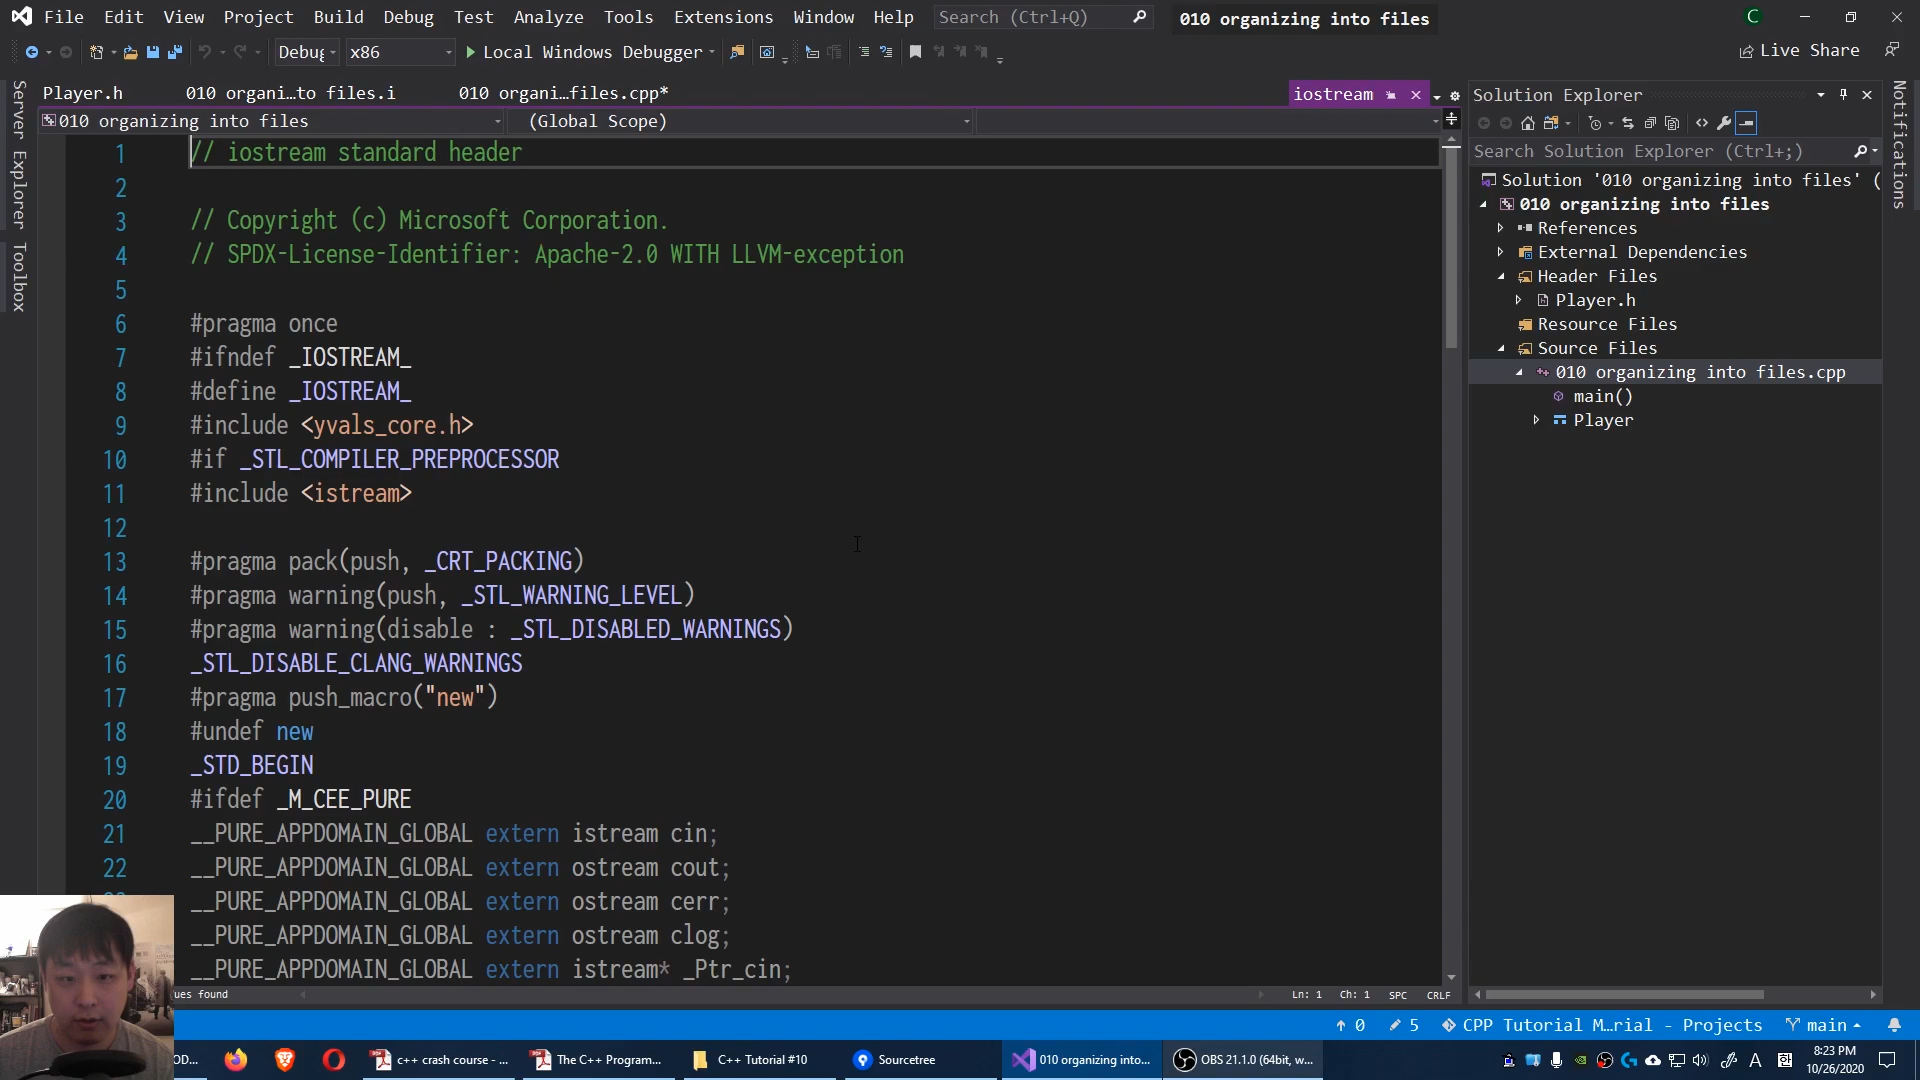 File Edit View Project Build Debug Test Analyze Tools Extensions Window Help Search (Ctrl+Q) 010 organizing into files C
Debug x86 Local Windows Debugger Live Share
Player.h 010 organi…to files.i 010 organi…files.cpp* iostream
010 organizing into files (Global Scope)
Server Explorer
Toolbox
1 // iostream standard header
2
3 // Copyright (c) Microsoft Corporation.
4 // SPDX-License-Identifier: Apache-2.0 WITH LLVM-exception
5
6 #pragma once
7 #ifndef _IOSTREAM_
8 #define _IOSTREAM_
9 #include <yvals_core.h>
10 #if _STL_COMPILER_PREPROCESSOR
11 #include <istream>
12
13 #pragma pack(push, _CRT_PACKING)
14 #pragma warning(push, _STL_WARNING_LEVEL)
15 #pragma warning(disable : _STL_DISABLED_WARNINGS)
16 _STL_DISABLE_CLANG_WARNINGS
17 #pragma push_macro("new")
18 #undef new
19 _STD_BEGIN
20 #ifdef _M_CEE_PURE
21 __PURE_APPDOMAIN_GLOBAL extern istream cin;
22 __PURE_APPDOMAIN_GLOBAL extern ostream cout;
__PURE_APPDOMAIN_GLOBAL extern ostream cerr;
__PURE_APPDOMAIN_GLOBAL extern ostream clog;
__PURE_APPDOMAIN_GLOBAL extern istream* _Ptr_cin;
ues found Ln: 1 Ch: 1 SPC CRLF
Solution Explorer
Search Solution Explorer (Ctrl+;)
Solution '010 organizing into files' (
010 organizing into files
References
External Dependencies
Header Files
Player.h
Resource Files
Source Files
010 organizing into files.cpp
main()
Player
Notifications
0 5 CPP Tutorial M…rial - Projects main
OD... c++ crash course - ... The C++ Program... C++ Tutorial #10 Sourcetree 010 organizing into... OBS 21.1.0 (64bit, w... A 한 8:23 PM
10/26/2020